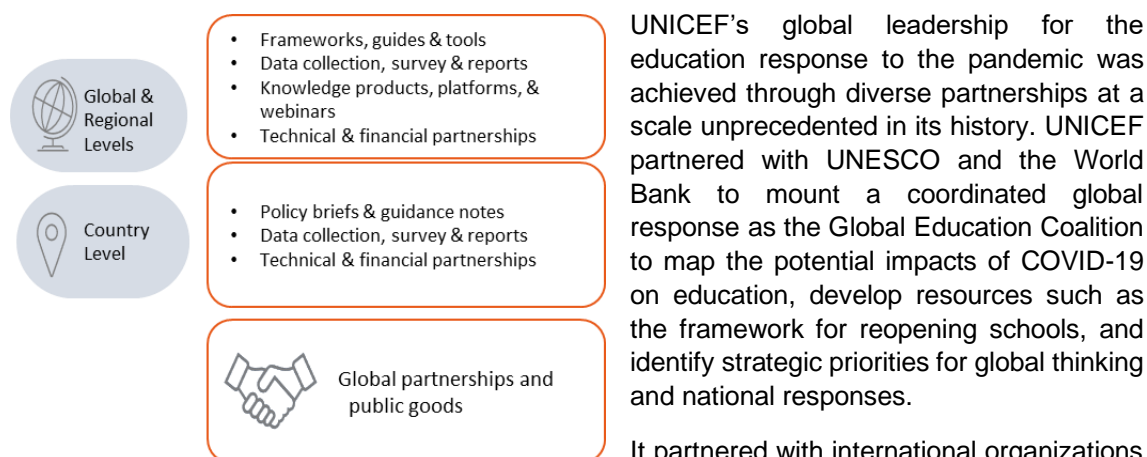 Global &
Regional
Levels
• Frameworks, guides & tools
• Data collection, survey & reports
• Knowledge products, platforms, &
webinars
• Technical & financial partnerships
Country
Level
• Policy briefs & guidance notes
• Data collection, survey & reports
• Technical & financial partnerships
Global partnerships and
public goods
UNICEF’s global leadership for the
education response to the pandemic was
achieved through diverse partnerships at a
scale unprecedented in its history. UNICEF
partnered with UNESCO and the World
Bank to mount a coordinated global
response as the Global Education Coalition
to map the potential impacts of COVID-19
on education, develop resources such as
the framework for reopening schools, and
identify strategic priorities for global thinking
and national responses.
It partnered with international organizations